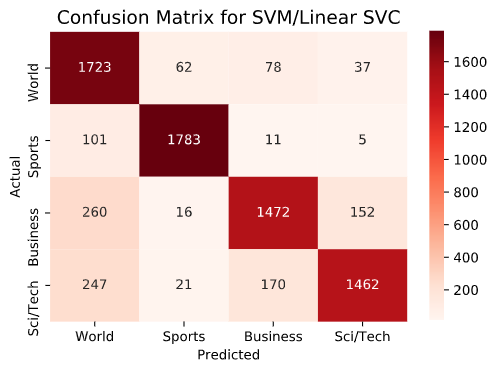 Confusion Matrix for SVM/Linear SVC
1723 62 78 37
101 1783 11 5
260 16 1472 152
247 21 170 1462
World
Sports
Business
Sci/Tech
Actual
World Sports Business Sci/Tech
Predicted
1600
1400
1200
1000
800
600
400
200